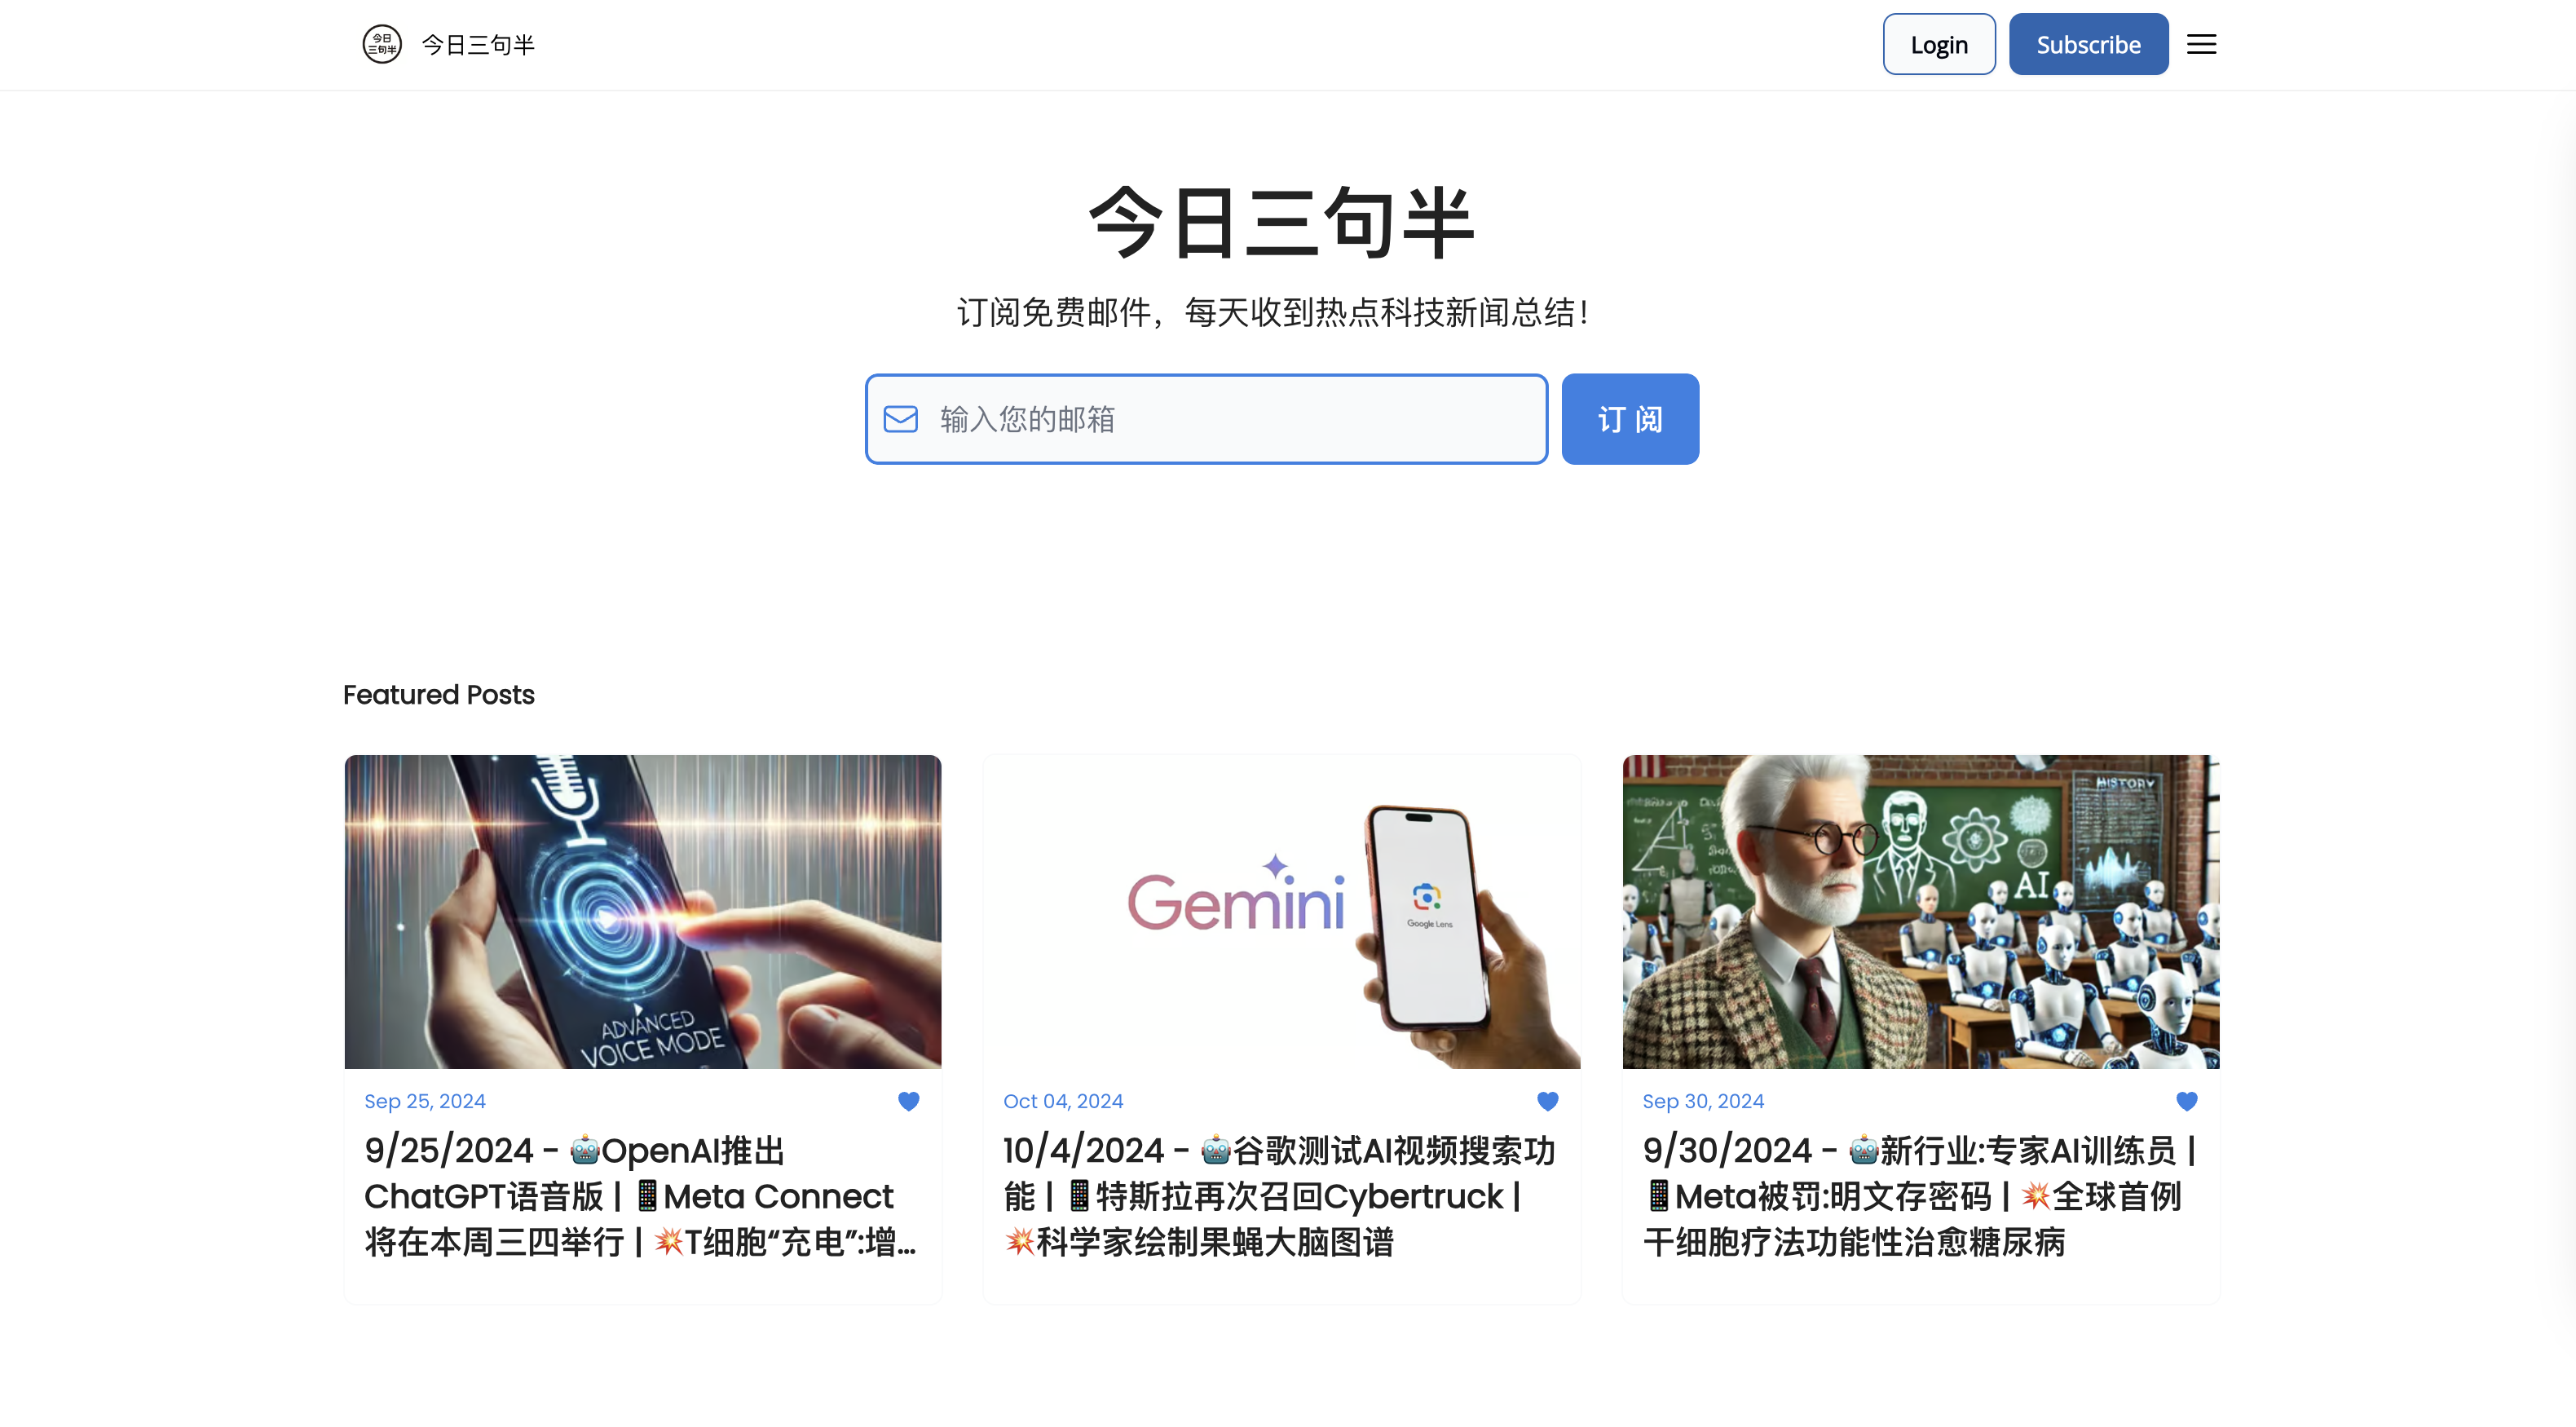 今日
三句半
今日三句半
Login
Subscribe
今日三句半
订阅免费邮件，每天收到热点科技新闻总结！
输入您的邮箱
订 阅
Featured Posts
ADVANCED
VOICE MODE
Gemini
Google Lens
HISTORY
AI
Sep 25, 2024
9/25/2024 - 🤖OpenAI推出
ChatGPT语音版 | 📱Meta Connect
将在本周三四举行 | 💥T细胞“充电”:增...
Oct 04, 2024
10/4/2024 - 🤖谷歌测试AI视频搜索功
能 | 📱特斯拉再次召回Cybertruck |
💥科学家绘制果蝇大脑图谱
Sep 30, 2024
9/30/2024 - 🤖新行业:专家AI训练员 |
📱Meta被罚:明文存密码 | 💥全球首例
干细胞疗法功能性治愈糖尿病